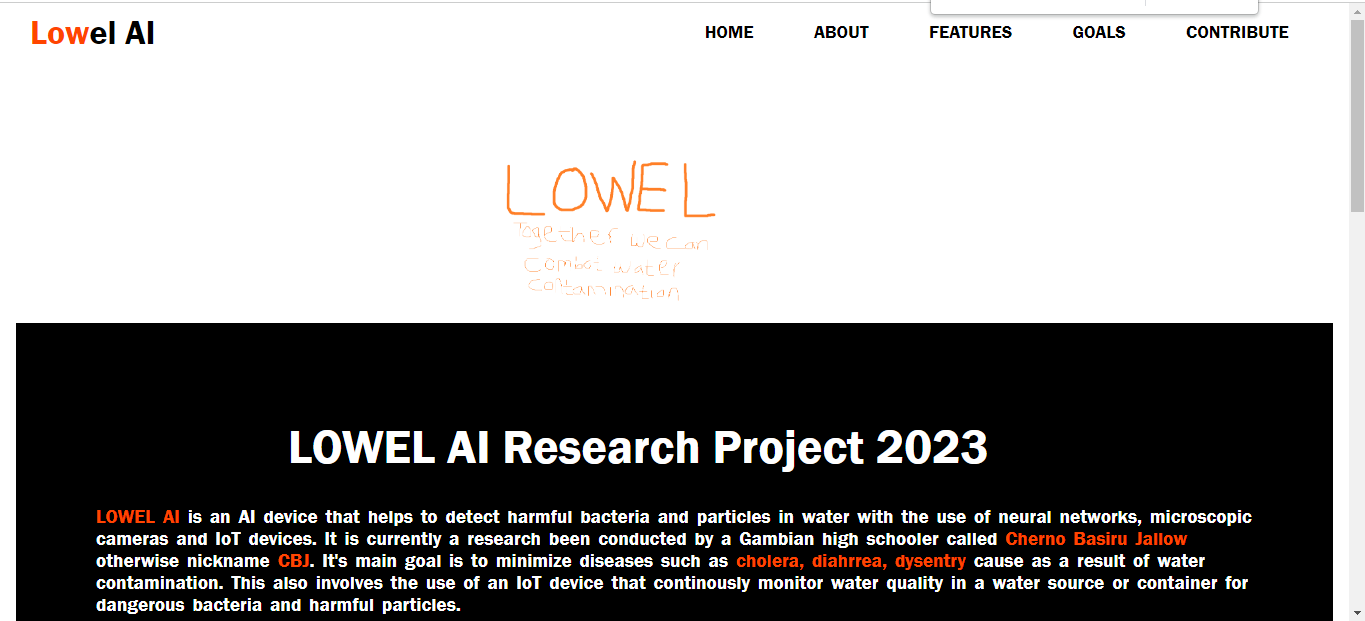 Lowel AI
HOME ABOUT FEATURES GOALS CONTRIBUTE
LOWEL
Together we can
combat water
contamination
LOWEL AI Research Project 2023
LOWEL AI is an AI device that helps to detect harmful bacteria and particles in water with the use of neural networks, microscopic
cameras and IoT devices. It is currently a research been conducted by a Gambian high schooler called Cherno Basiru Jallow
otherwise nickname CBJ. It's main goal is to minimize diseases such as cholera, diahrrea, dysentry cause as a result of water
contamination. This also involves the use of an IoT device that continously monitor water quality in a water source or container for
dangerous bacteria and harmful particles.